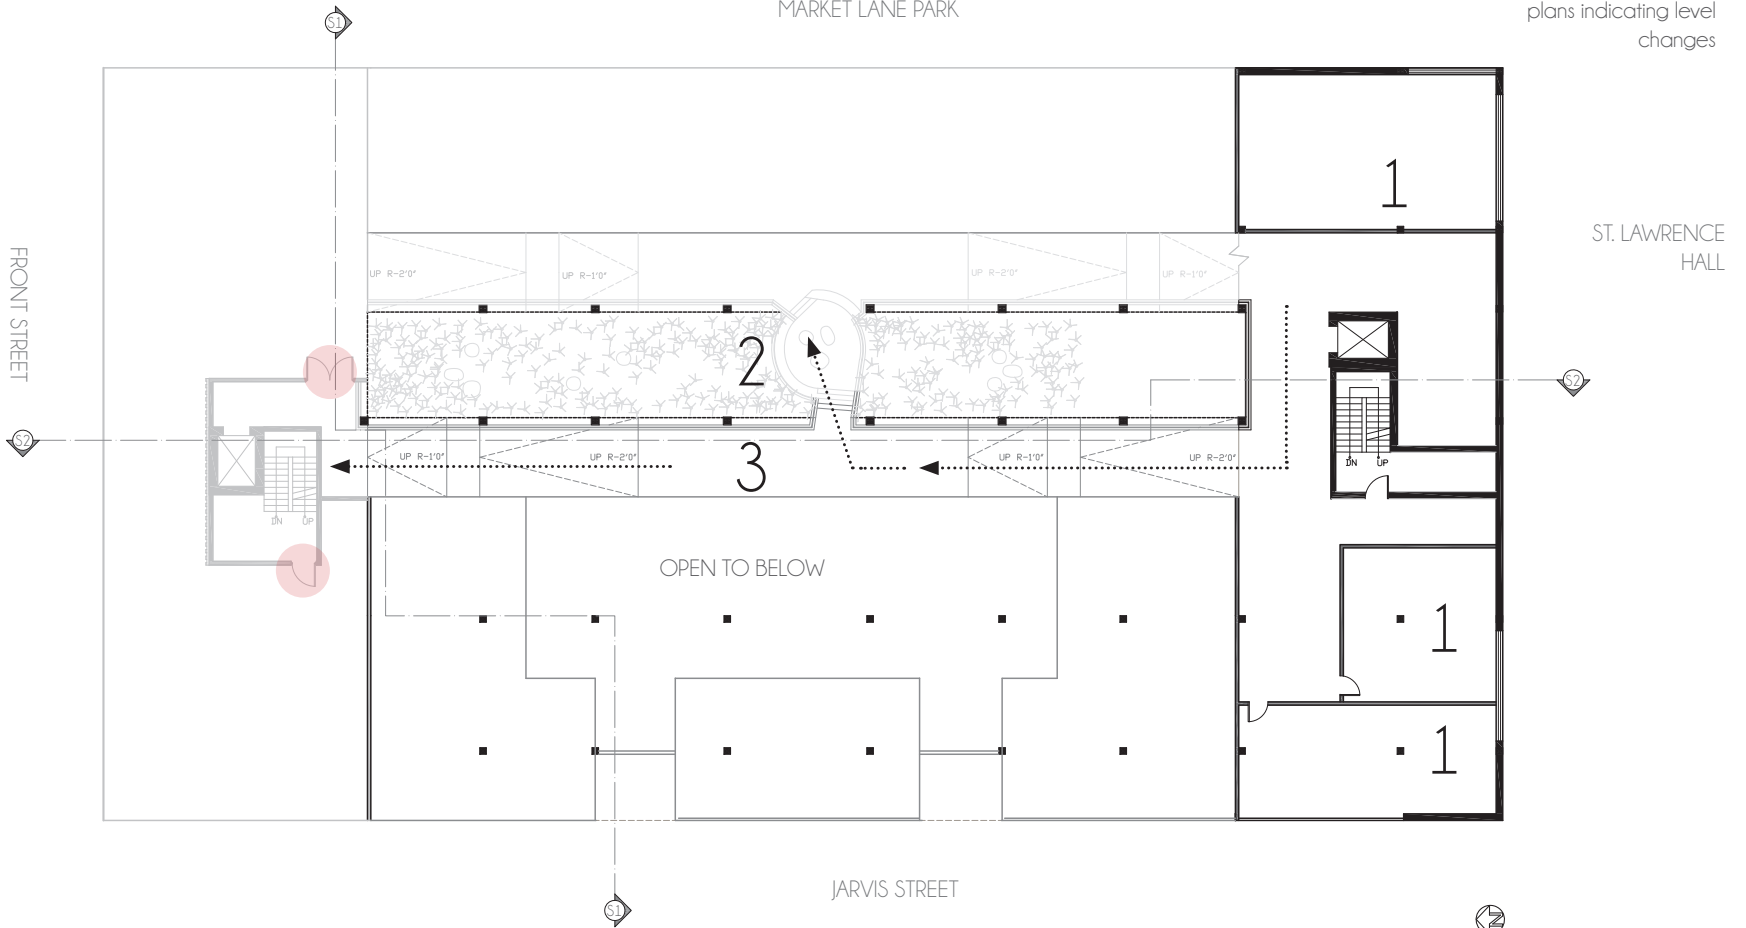 MARKET LANE PARK
plans indicating level
changes
S1
FRONT STREET
ST. LAWRENCE
HALL
1
UP R-2'0"
UP R-1'0"
UP R-2'0"
UP R-1'0"
2
S2
S2
UP R-1'0"
UP R-2'0"
3
UP R-1'0"
UP R-2'0"
DN UP
DN UP
OPEN TO BELOW
1
1
JARVIS STREET
S1
N